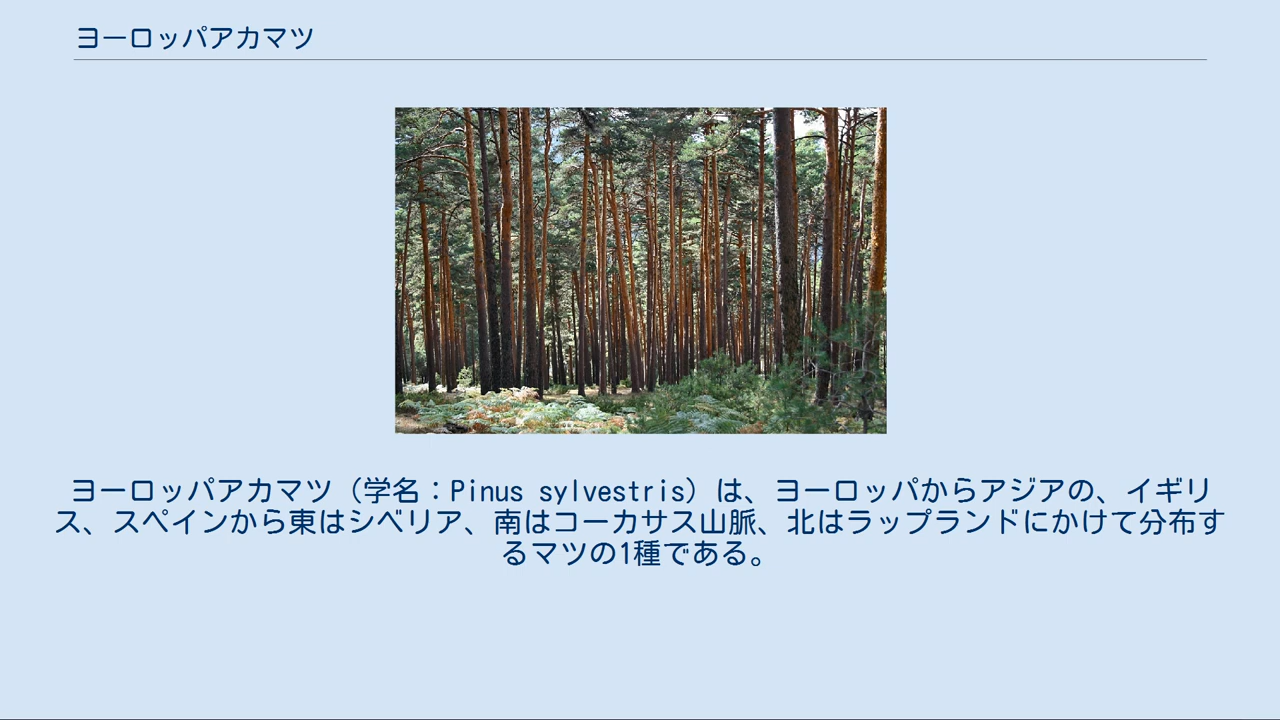 ヨーロッパアカマツ
ヨーロッパアカマツ（学名：Pinus sylvestris）は、ヨーロッパからアジアの、イギリ
ス、スペインから東はシベリア、南はコーカサス山脈、北はラップランドにかけて分布す
るマツの1種である。